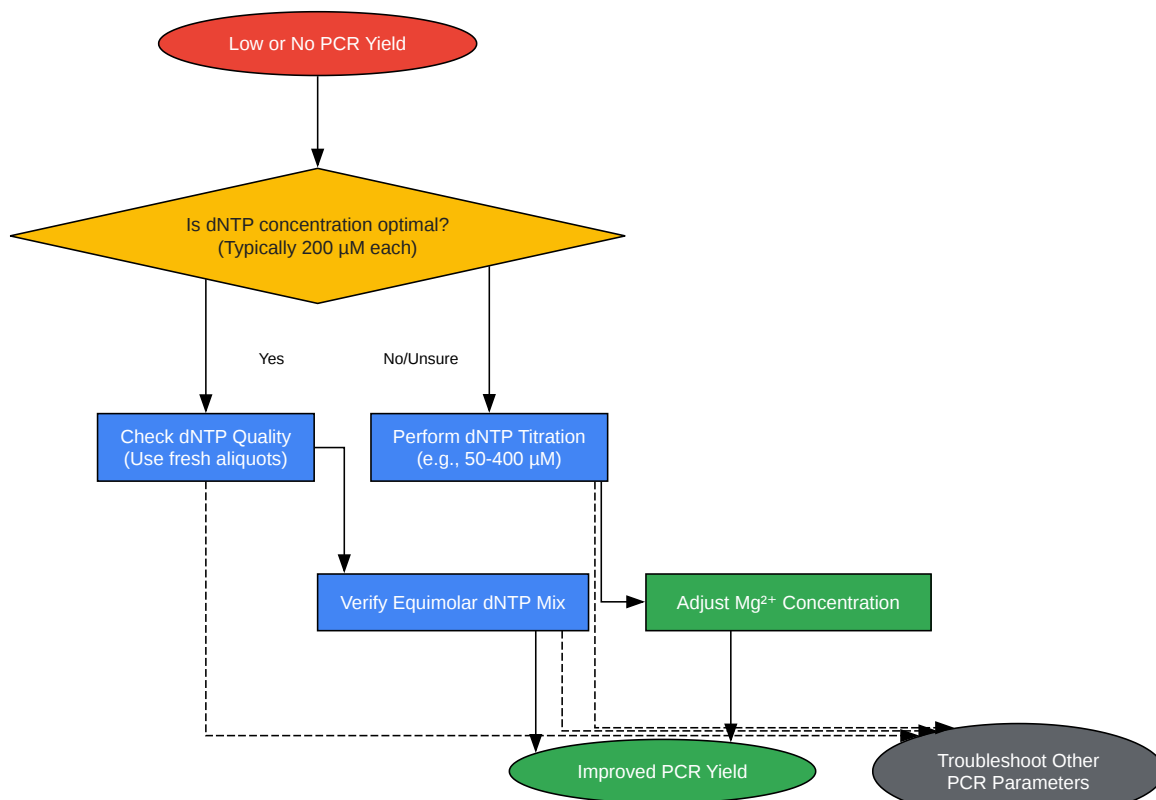 Low or No PCR Yield
Is dNTP concentration optimal?
(Typically 200 µM each)
Yes
No/Unsure
Check dNTP Quality
(Use fresh aliquots)
Perform dNTP Titration
(e.g., 50-400 µM)
Verify Equimolar dNTP Mix
Adjust Mg²⁺ Concentration
Improved PCR Yield
Troubleshoot Other
PCR Parameters